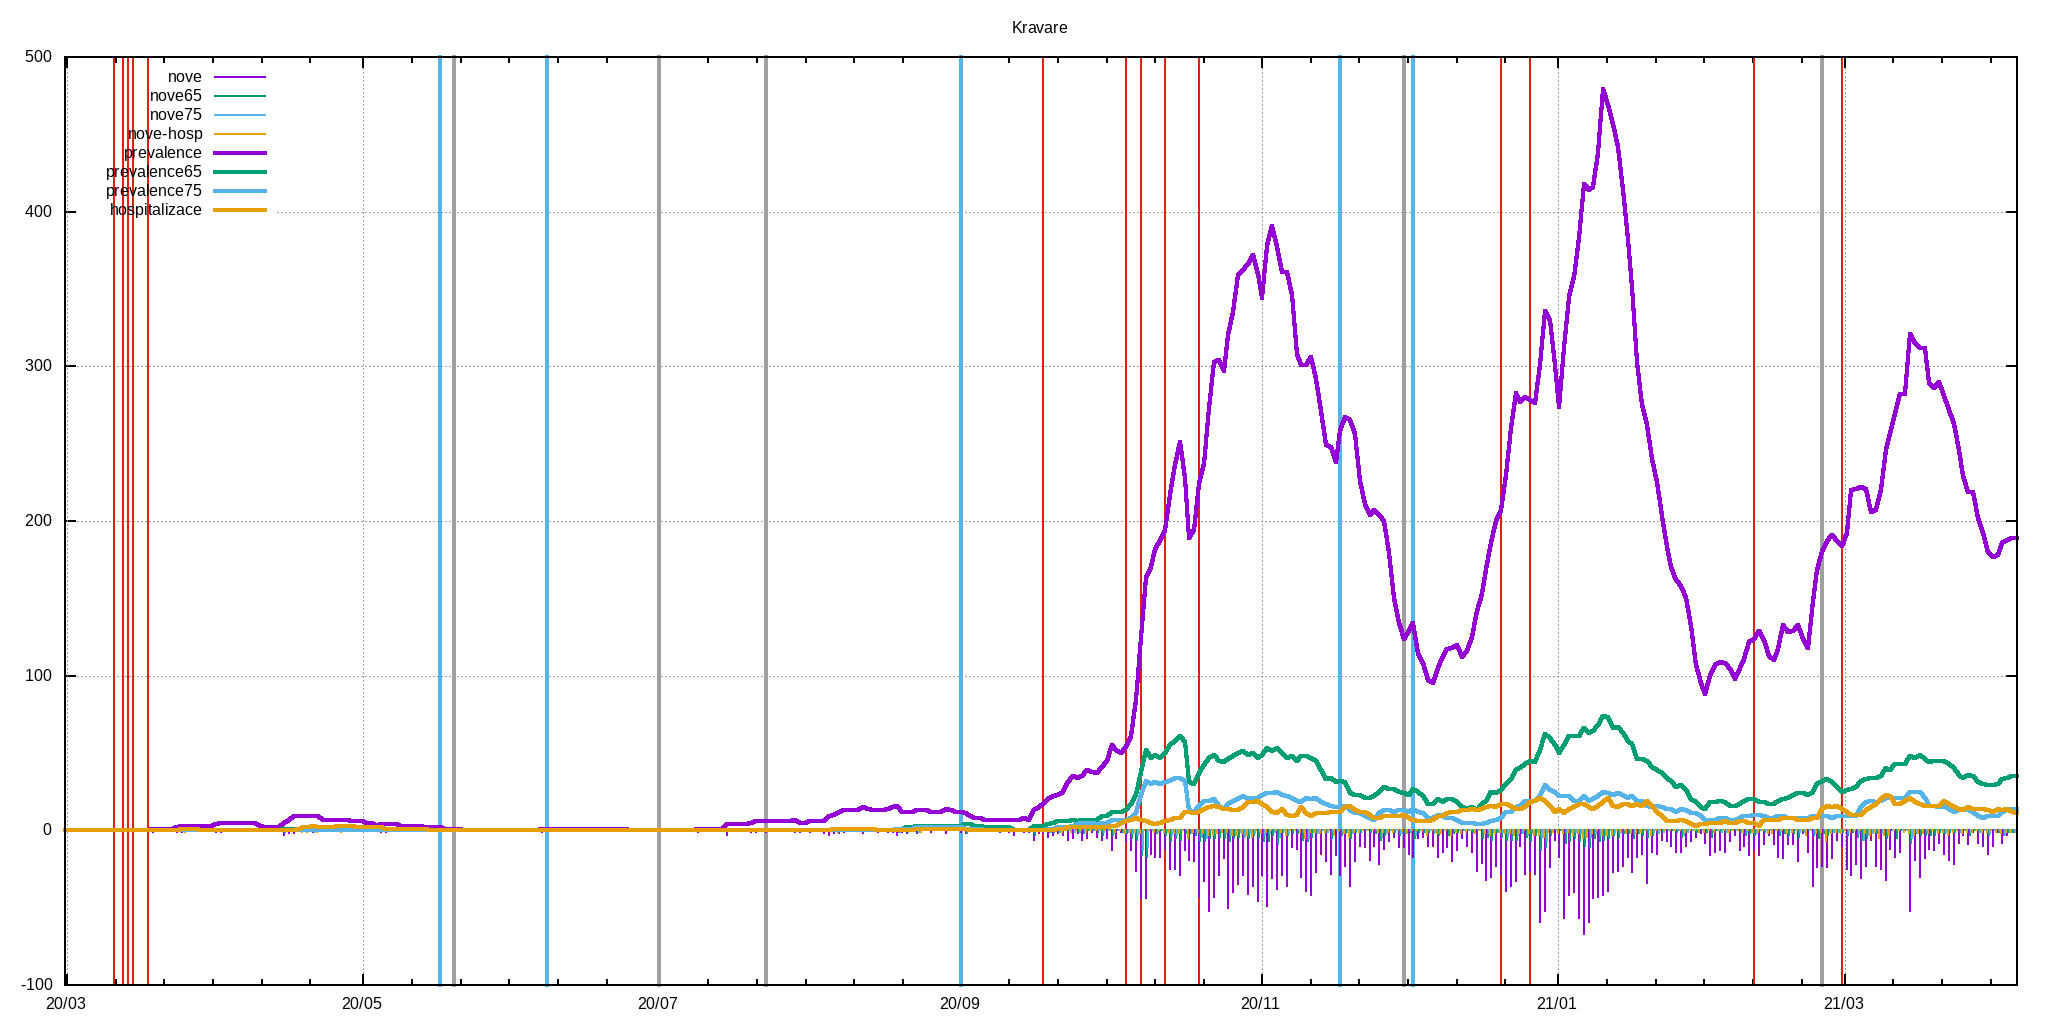 Kravare
500
400
300
200
100
0
-100
nove
nove65
nove75
nove-hosp
prevalence
prevalence65
prevalence75
hospitalizace
20/03 20/05 20/07 20/09 20/11 21/01 21/03